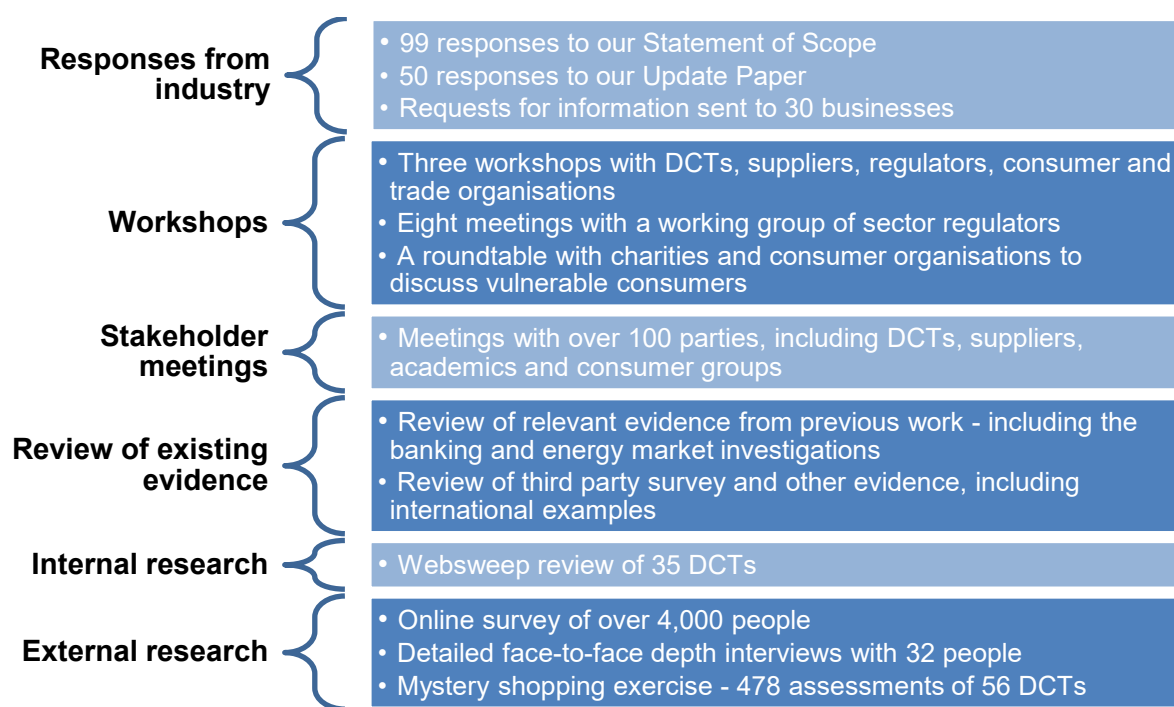 Responses from
industry
• 99 responses to our Statement of Scope
• 50 responses to our Update Paper
• Requests for information sent to 30 businesses
Workshops
• Three workshops with DCTs, suppliers, regulators, consumer and
trade organisations
• Eight meetings with a working group of sector regulators
• A roundtable with charities and consumer organisations to
discuss vulnerable consumers
Stakeholder
meetings
• Meetings with over 100 parties, including DCTs, suppliers,
academics and consumer groups
Review of existing
evidence
• Review of relevant evidence from previous work - including the
banking and energy market investigations
• Review of third party survey and other evidence, including
international examples
Internal research
• Websweep review of 35 DCTs
External research
• Online survey of over 4,000 people
• Detailed face-to-face depth interviews with 32 people
• Mystery shopping exercise - 478 assessments of 56 DCTs